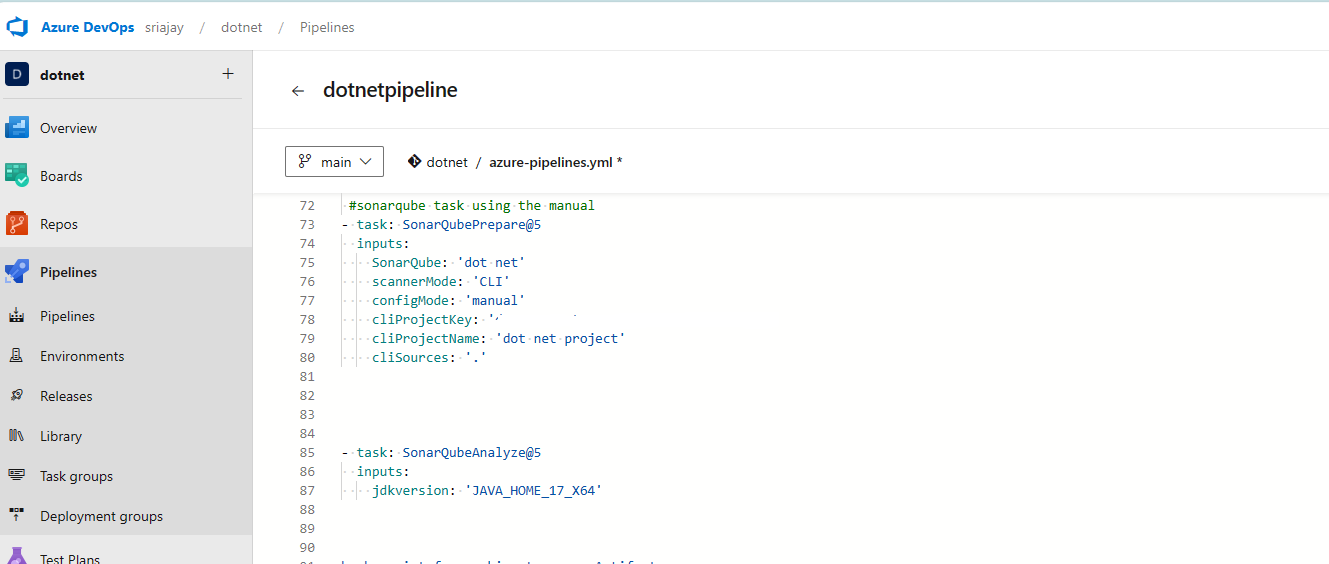 Azure DevOps sriajay / dotnet / Pipelines
D dotnet +
Overview
Boards
Repos
Pipelines
Pipelines
Environments
Releases
Library
Task groups
Deployment groups
Test Plans
← dotnetpipeline
main dotnet / azure-pipelines.yml *
72 #sonarqube task using the manual
73 - task: SonarQubePrepare@5
74 inputs:
75 SonarQube: 'dot net'
76 scannerMode: 'CLI'
77 configMode: 'manual'
78 cliProjectKey: '
79 cliProjectName: 'dot net project'
80 cliSources: '.'
81
82
83
84
85 - task: SonarQubeAnalyze@5
86 inputs:
87 jdkversion: 'JAVA_HOME_17_X64'
88
89
90